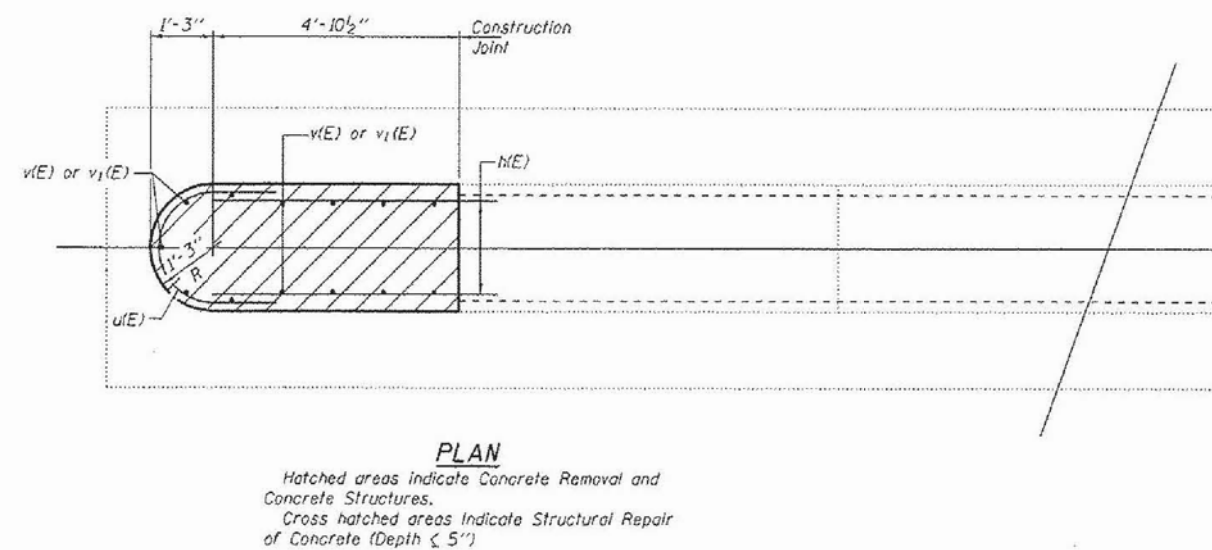 1'-3" 4'-10½" Construction
Joint
v(E) or v₁(E)
v(E) or v₁(E) h(E)
1'-3"
R
u(E)
PLAN
Hatched areas indicate Concrete Removal and
Concrete Structures.
Cross hatched areas Indicate Structural Repair
of Concrete (Depth ≤ 5")